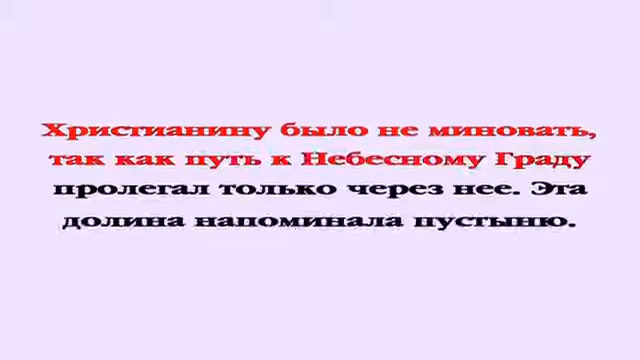 Христианину было не миновать,
так как путь к Небесному Граду
пролегал только через нее. Эта
долина напоминала пустыню.